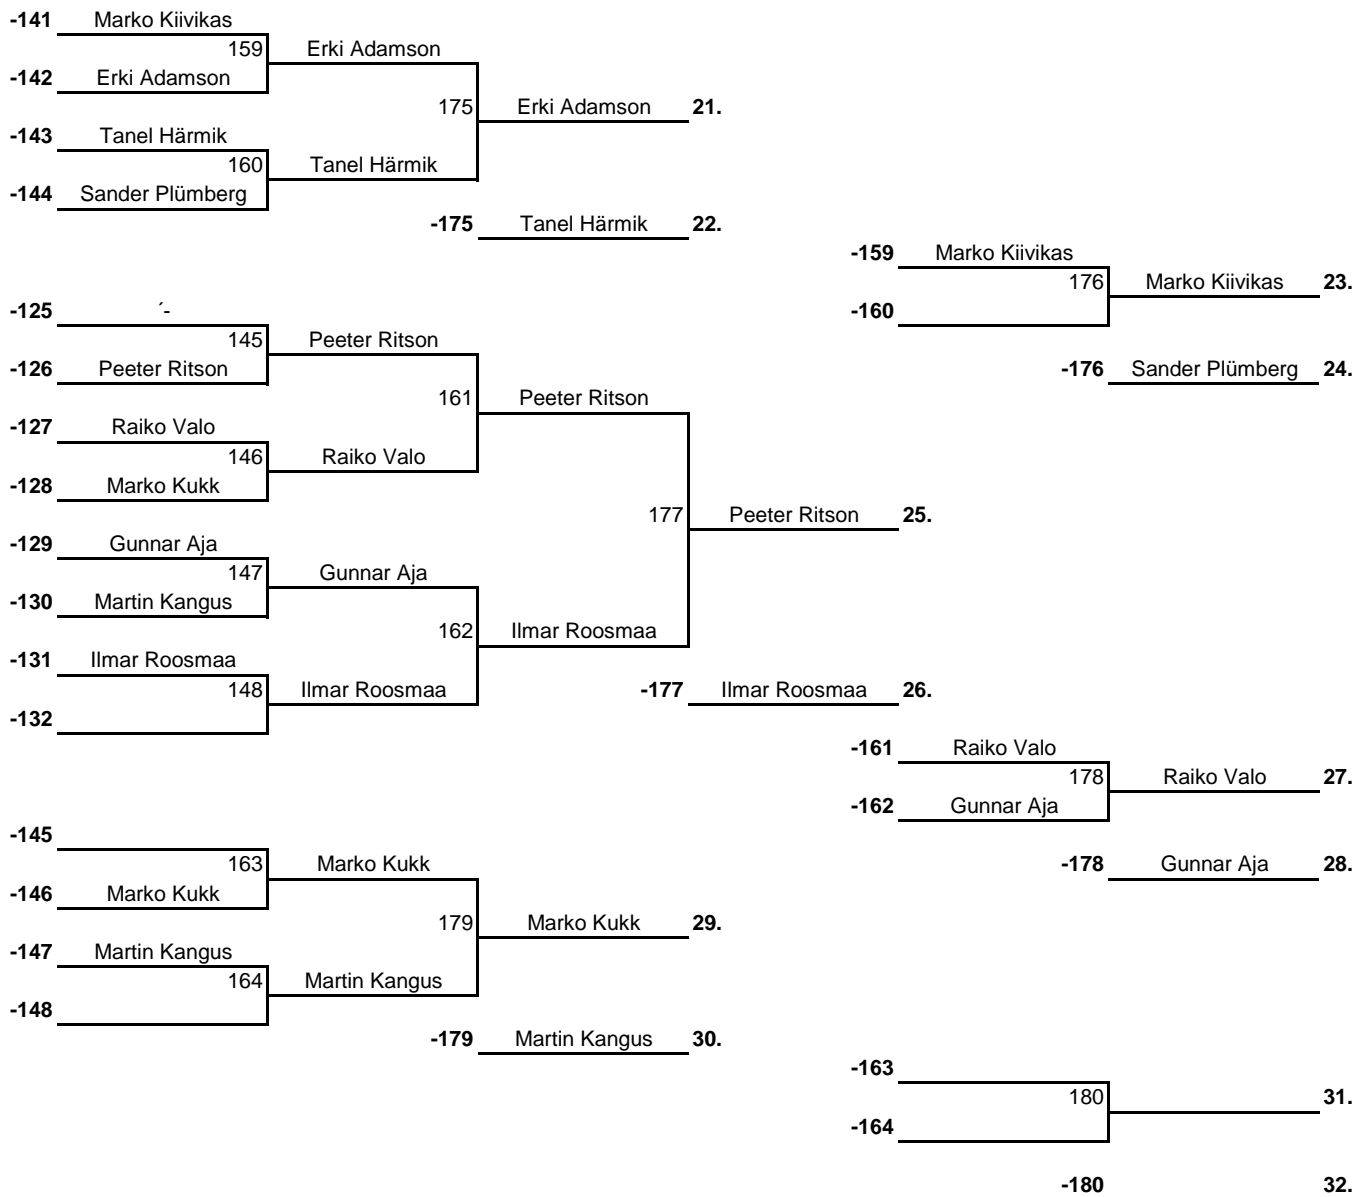 -141 Marko Kiivikas
159 Erki Adamson
-142 Erki Adamson
175 Erki Adamson 21.
-143 Tanel Härmik
160 Tanel Härmik
-144 Sander Plümberg
-175 Tanel Härmik 22.
-159 Marko Kiivikas
176 Marko Kiivikas 23.
-125 ´- -160
145 Peeter Ritson
-126 Peeter Ritson -176 Sander Plümberg 24.
161 Peeter Ritson
-127 Raiko Valo
146 Raiko Valo
-128 Marko Kukk
177 Peeter Ritson 25.
-129 Gunnar Aja
147 Gunnar Aja
-130 Martin Kangus
162 Ilmar Roosmaa
-131 Ilmar Roosmaa
148 Ilmar Roosmaa -177 Ilmar Roosmaa 26.
-132
-161 Raiko Valo
178 Raiko Valo 27.
-162 Gunnar Aja
-145
163 Marko Kukk -178 Gunnar Aja 28.
-146 Marko Kukk
179 Marko Kukk 29.
-147 Martin Kangus
164 Martin Kangus
-148
-179 Martin Kangus 30.
-163
180 31.
-164
-180 32.